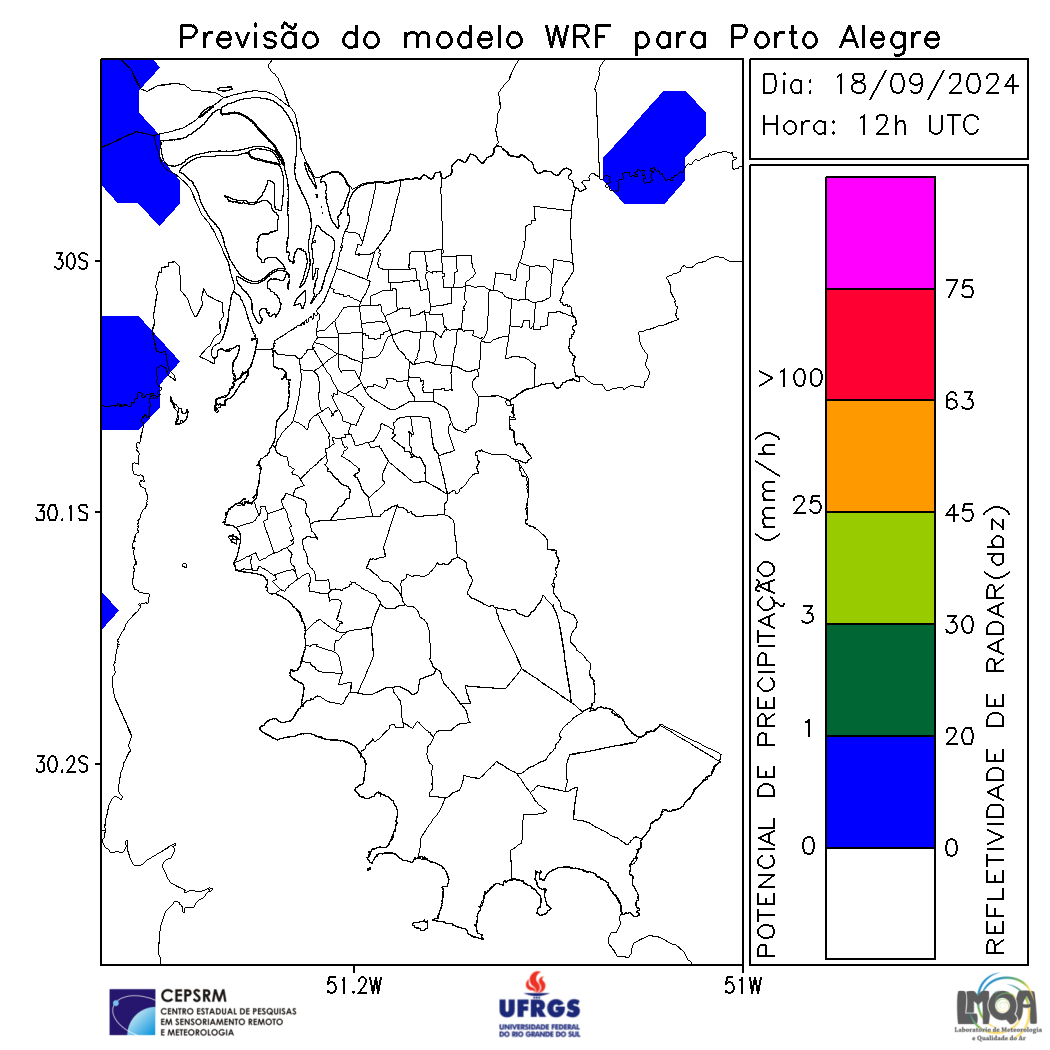 Previsão do modelo WRF para Porto Alegre
Dia: 18/09/2024
Hora: 12h UTC
30S
30.1S
30.2S
51.2W
51W
POTENCIAL DE PRECIPITAÇÃO (mm/h)
>100
25
3
1
0
75
63
45
30
20
0
REFLETIVIDADE DE RADAR(dbz)
CEPSRM
CENTRO ESTADUAL DE PESQUISAS
EM SENSORIAMENTO REMOTO
E METEOROLOGIA
UFRGS
UNIVERSIDADE FEDERAL
DO RIO GRANDE DO SUL
LMQA
Laboratório de Meteorologia
e Qualidade do Ar